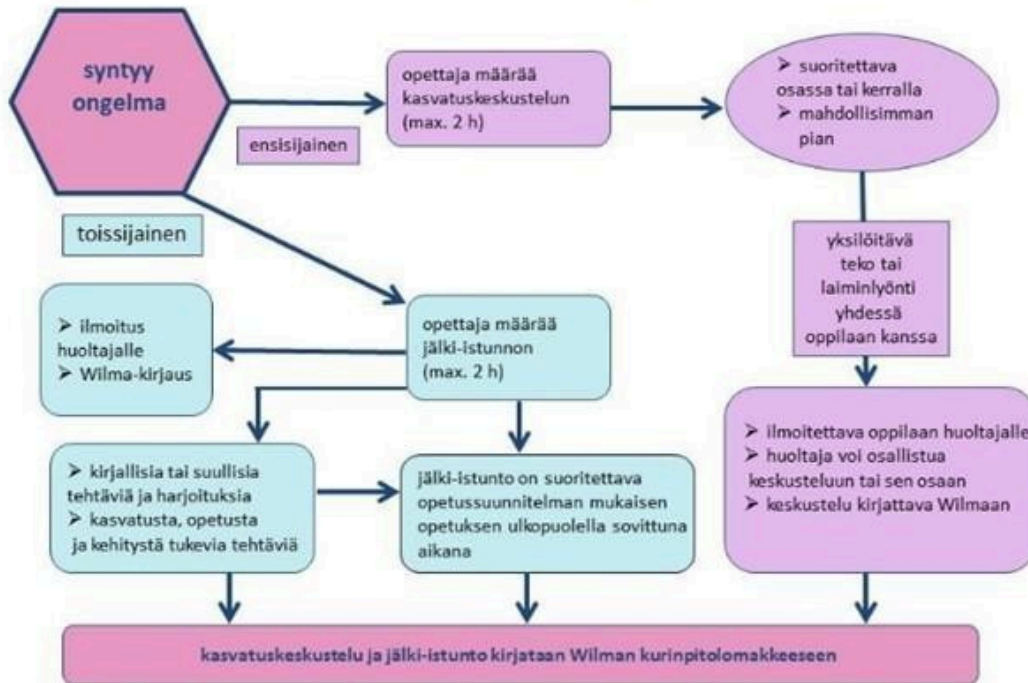 syntyy
ongelma
ensisijainen
opettaja määrää
kasvatuskeskustelun
(max. 2 h)
➢ suoritettava
osassa tai kerralla
➢ mahdollisimman
pian
yksilöitävä
teko tai
laiminlyönti
yhdessä
oppilaan kanssa
➢ ilmoitettava oppilaan huoltajalle
➢ huoltaja voi osallistua
keskusteluun tai sen osaan
➢ keskustelu kirjattava Wilmaan
toissijainen
opettaja määrää
jälki-istunnon
(max. 2 h)
➢ ilmoitus
huoltajalle
➢ Wilma-kirjaus
➢ kirjallisia tai suullisia
tehtäviä ja harjoituksia
➢ kasvatusta, opetusta
ja kehitystä tukevia tehtäviä
jälki-istunto on suoritettava
opetussuunnitelman mukaisen
opetuksen ulkopuolella sovittuna
aikana
kasvatuskeskustelu ja jälki-istunto kirjataan Wilman kurinpitolomakkeeseen